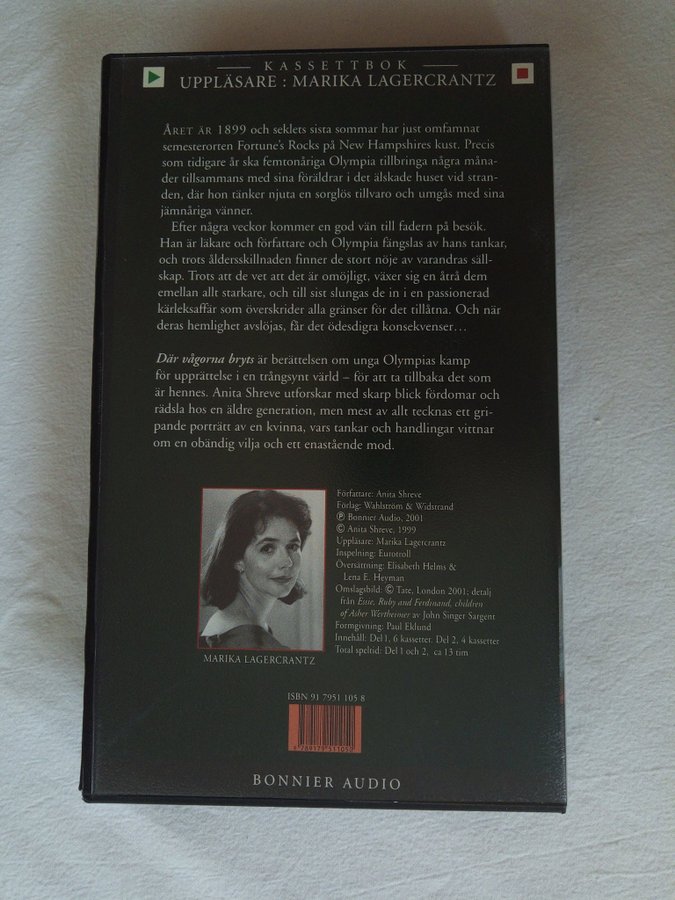 KASSETTBOK
UPPLÄSARE : MARIKA LAGERCRANTZ
ÅRET ÄR 1899 och seklets sista sommar har just omfamnat
semesterorten Fortune's Rocks på New Hampshires kust. Precis
som tidigare år ska femtonåriga Olympia tillbringa några måna-
der tillsammans med sina föräldrar i det älskade huset vid stran-
den, där hon tänker njuta en sorglös tillvaro och umgås med sina
jämnåriga vänner.
Efter några veckor kommer en god vän till fadern på besök.
Han är läkare och författare och Olympia fängslas av hans tankar,
och trots åldersskillnaden finner de stort nöje av varandras säll-
skap. Trots att de vet att det är omöjligt, växer sig en åtrå dem
emellan allt starkare, och till sist slungas de in i en passionerad
kärleksaffär som överskrider alla gränser för det tillåtna. Och när
deras hemlighet avslöjas, får det ödesdigra konsekvenser…
Där vågorna bryts är berättelsen om unga Olympias kamp
för upprättelse i en trångsynt värld – för att ta tillbaka det som
är hennes. Anita Shreve utforskar med skarp blick fördomar och
rädsla hos en äldre generation, men mest av allt tecknas ett gri-
pande porträtt av en kvinna, vars tankar och handlingar vittnar
om en obändig vilja och ett enastående mod.
Författare: Anita Shreve
Förlag: Wahlström & Widstrand
℗ Bonnier Audio, 2001
© Anita Shreve, 1999
Uppläsare: Marika Lagercrantz
Inspelning: Eurotroll
Översättning: Elisabeth Helms &
Lena E. Heyman
Omslagsbild: © Tate, London 2001; detalj
från Essie, Ruby and Ferdinand, children
of Asher Wertheimer av John Singer Sargent
Formgivning: Paul Eklund
Innehåll: Del 1, 6 kassetter. Del 2, 4 kassetter
Total speltid: Del 1 och 2, ca 13 tim
MARIKA LAGERCRANTZ
ISBN 91 7951 105 8
9 789179 511050
BONNIER AUDIO